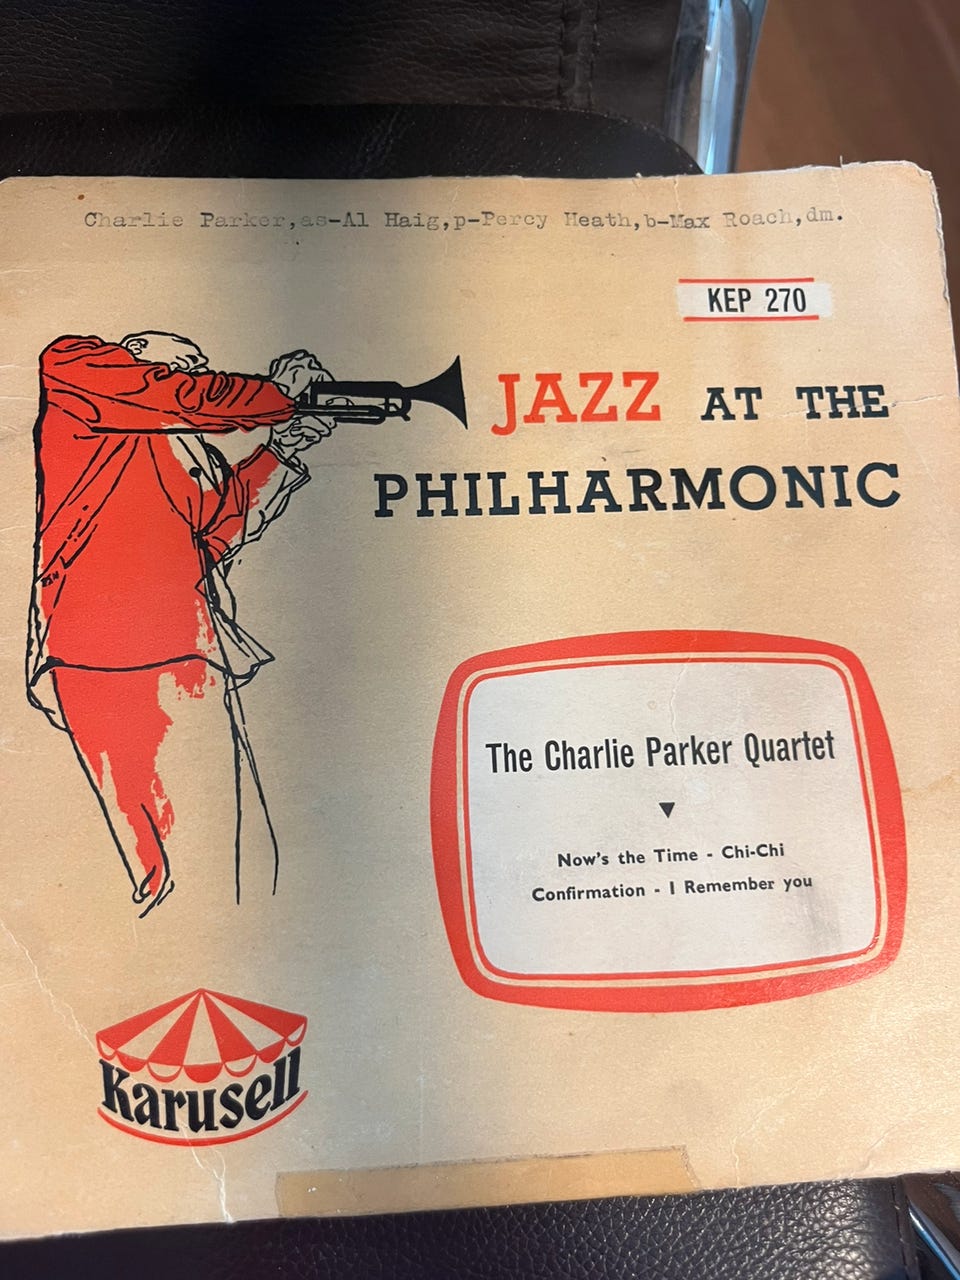 Charlie Parker,as-Al Haig,p-Percy Heath,b-Max Roach,dm.
KEP 270
JAZZ AT THE
PHILHARMONIC
The Charlie Parker Quartet
Now's the Time - Chi-Chi
Confirmation - I Remember you
Karusell